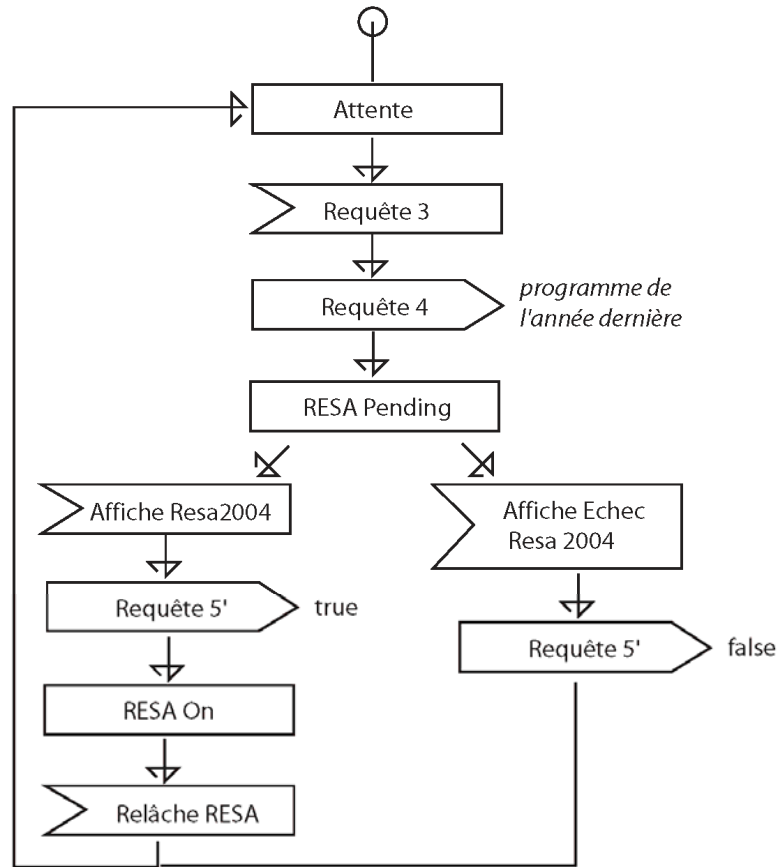 Attente
Requête 3
Requête 4
programme de
l'année dernière
RESA Pending
Affiche Resa2004
Affiche Echec
Resa 2004
Requête 5'
true
Requête 5'
false
RESA On
Relâche RESA